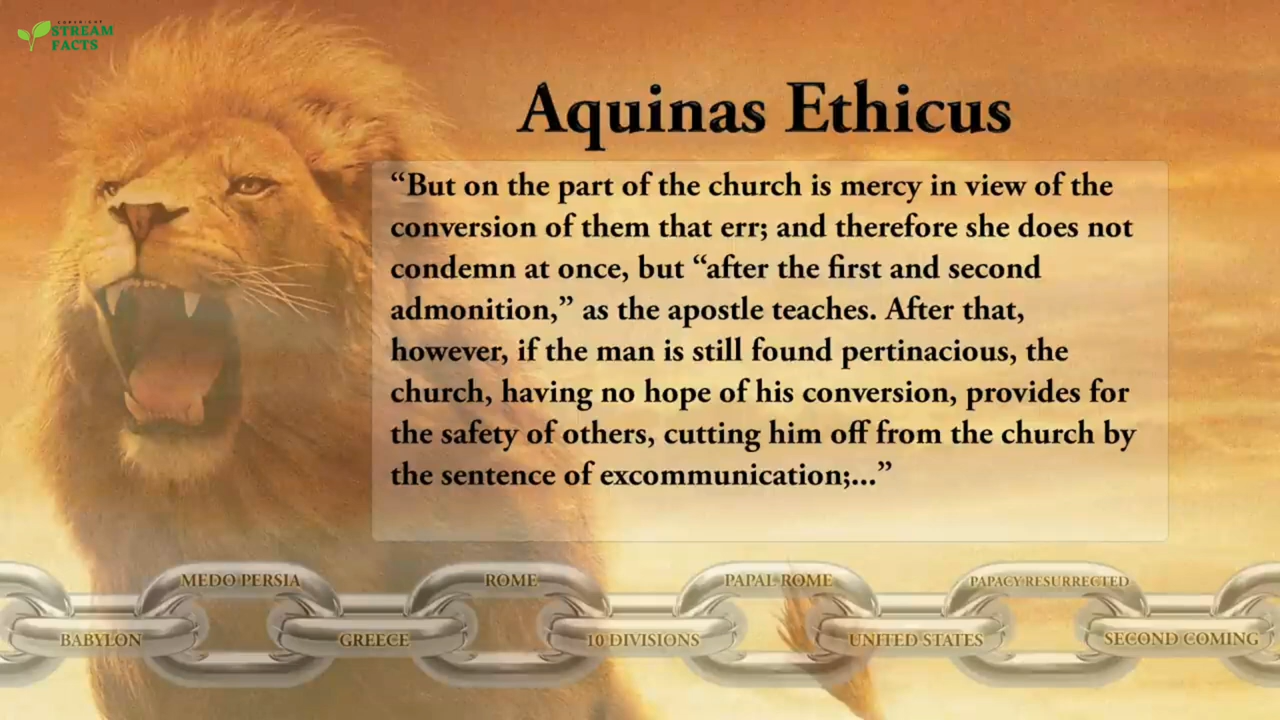 STREAM
FACTS
Aquinas Ethicus
“But on the part of the church is mercy in view of the
conversion of them that err; and therefore she does not
condemn at once, but “after the first and second
admonition,” as the apostle teaches. After that,
however, if the man is still found pertinacious, the
church, having no hope of his conversion, provides for
the safety of others, cutting him off from the church by
the sentence of excommunication;...”
MEDO PERSIA ROME PAPAL ROME PAPACY RESURRECTED
BABYLON GREECE 10 DIVISIONS UNITED STATES SECOND COMING